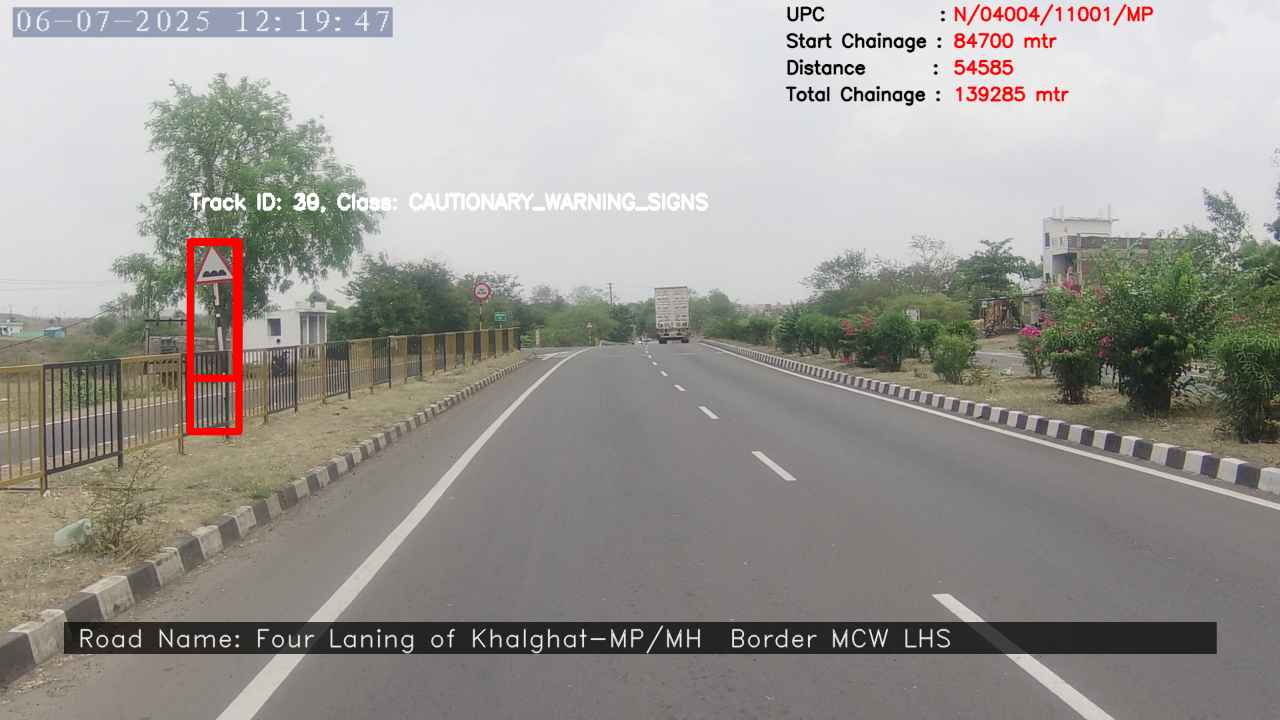 06-07-2025 12:19:47
UPC : N/04004/11001/MP
Start Chainage : 84700 mtr
Distance : 54585
Total Chainage : 139285 mtr
Class: CAUTIONARY_WARNING_SIGNS
Track ID:
Road Name: Four Laning of Khalghat-MP/MH Border MCW LHS